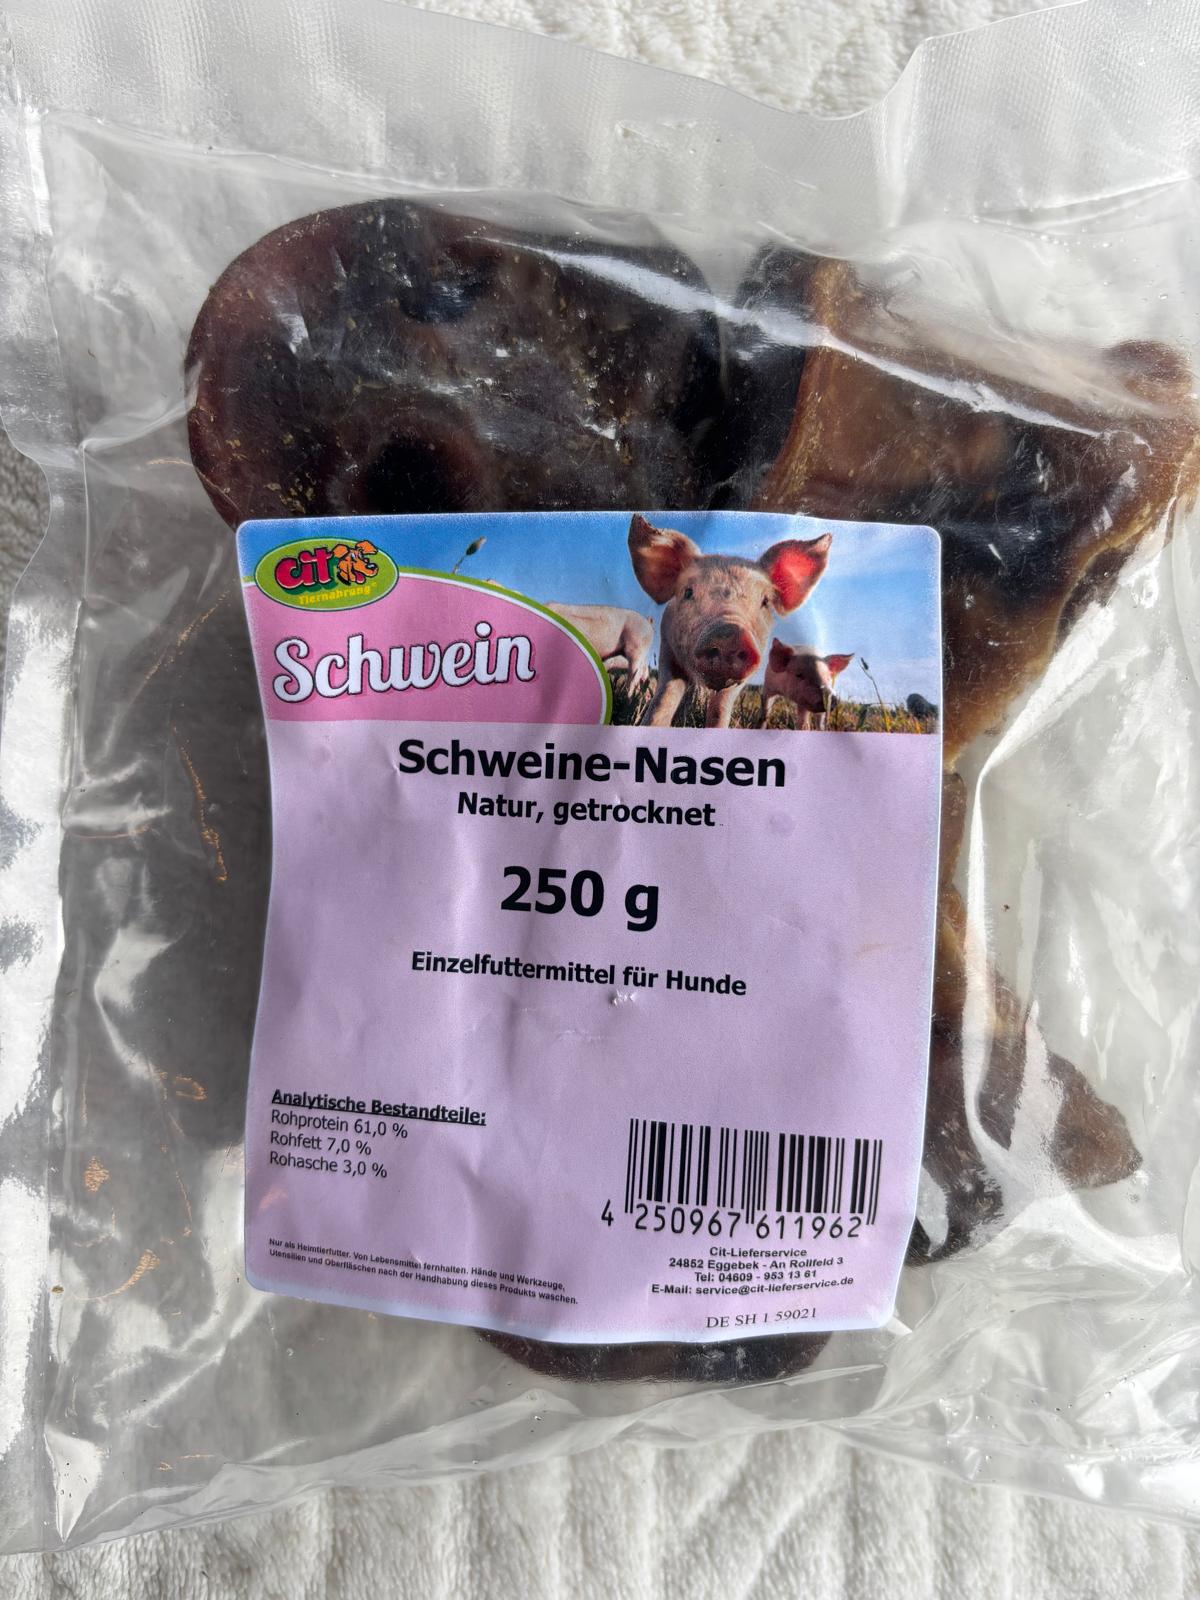 cit
Tiernahrung
Schwein
Schweine-Nasen
Natur, getrocknet
250 g
Einzelfuttermittel für Hunde
Analytische Bestandteile:
Rohprotein 61,0 %
Rohfett 7,0 %
Rohasche 3,0 %
Nur als Heimtierfutter. Von Lebensmittel fernhalten. Hände und Werkzeuge,
Utensilien und Oberfläschen nach der Handhabung dieses Produkts waschen.
4 250967 611962
Cit-Lieferservice
24852 Eggebek - An Rollfeld 3
Tel: 04609 - 953 13 61
E-Mail: service@cit-lieferservice.de
DE SH 1 59021